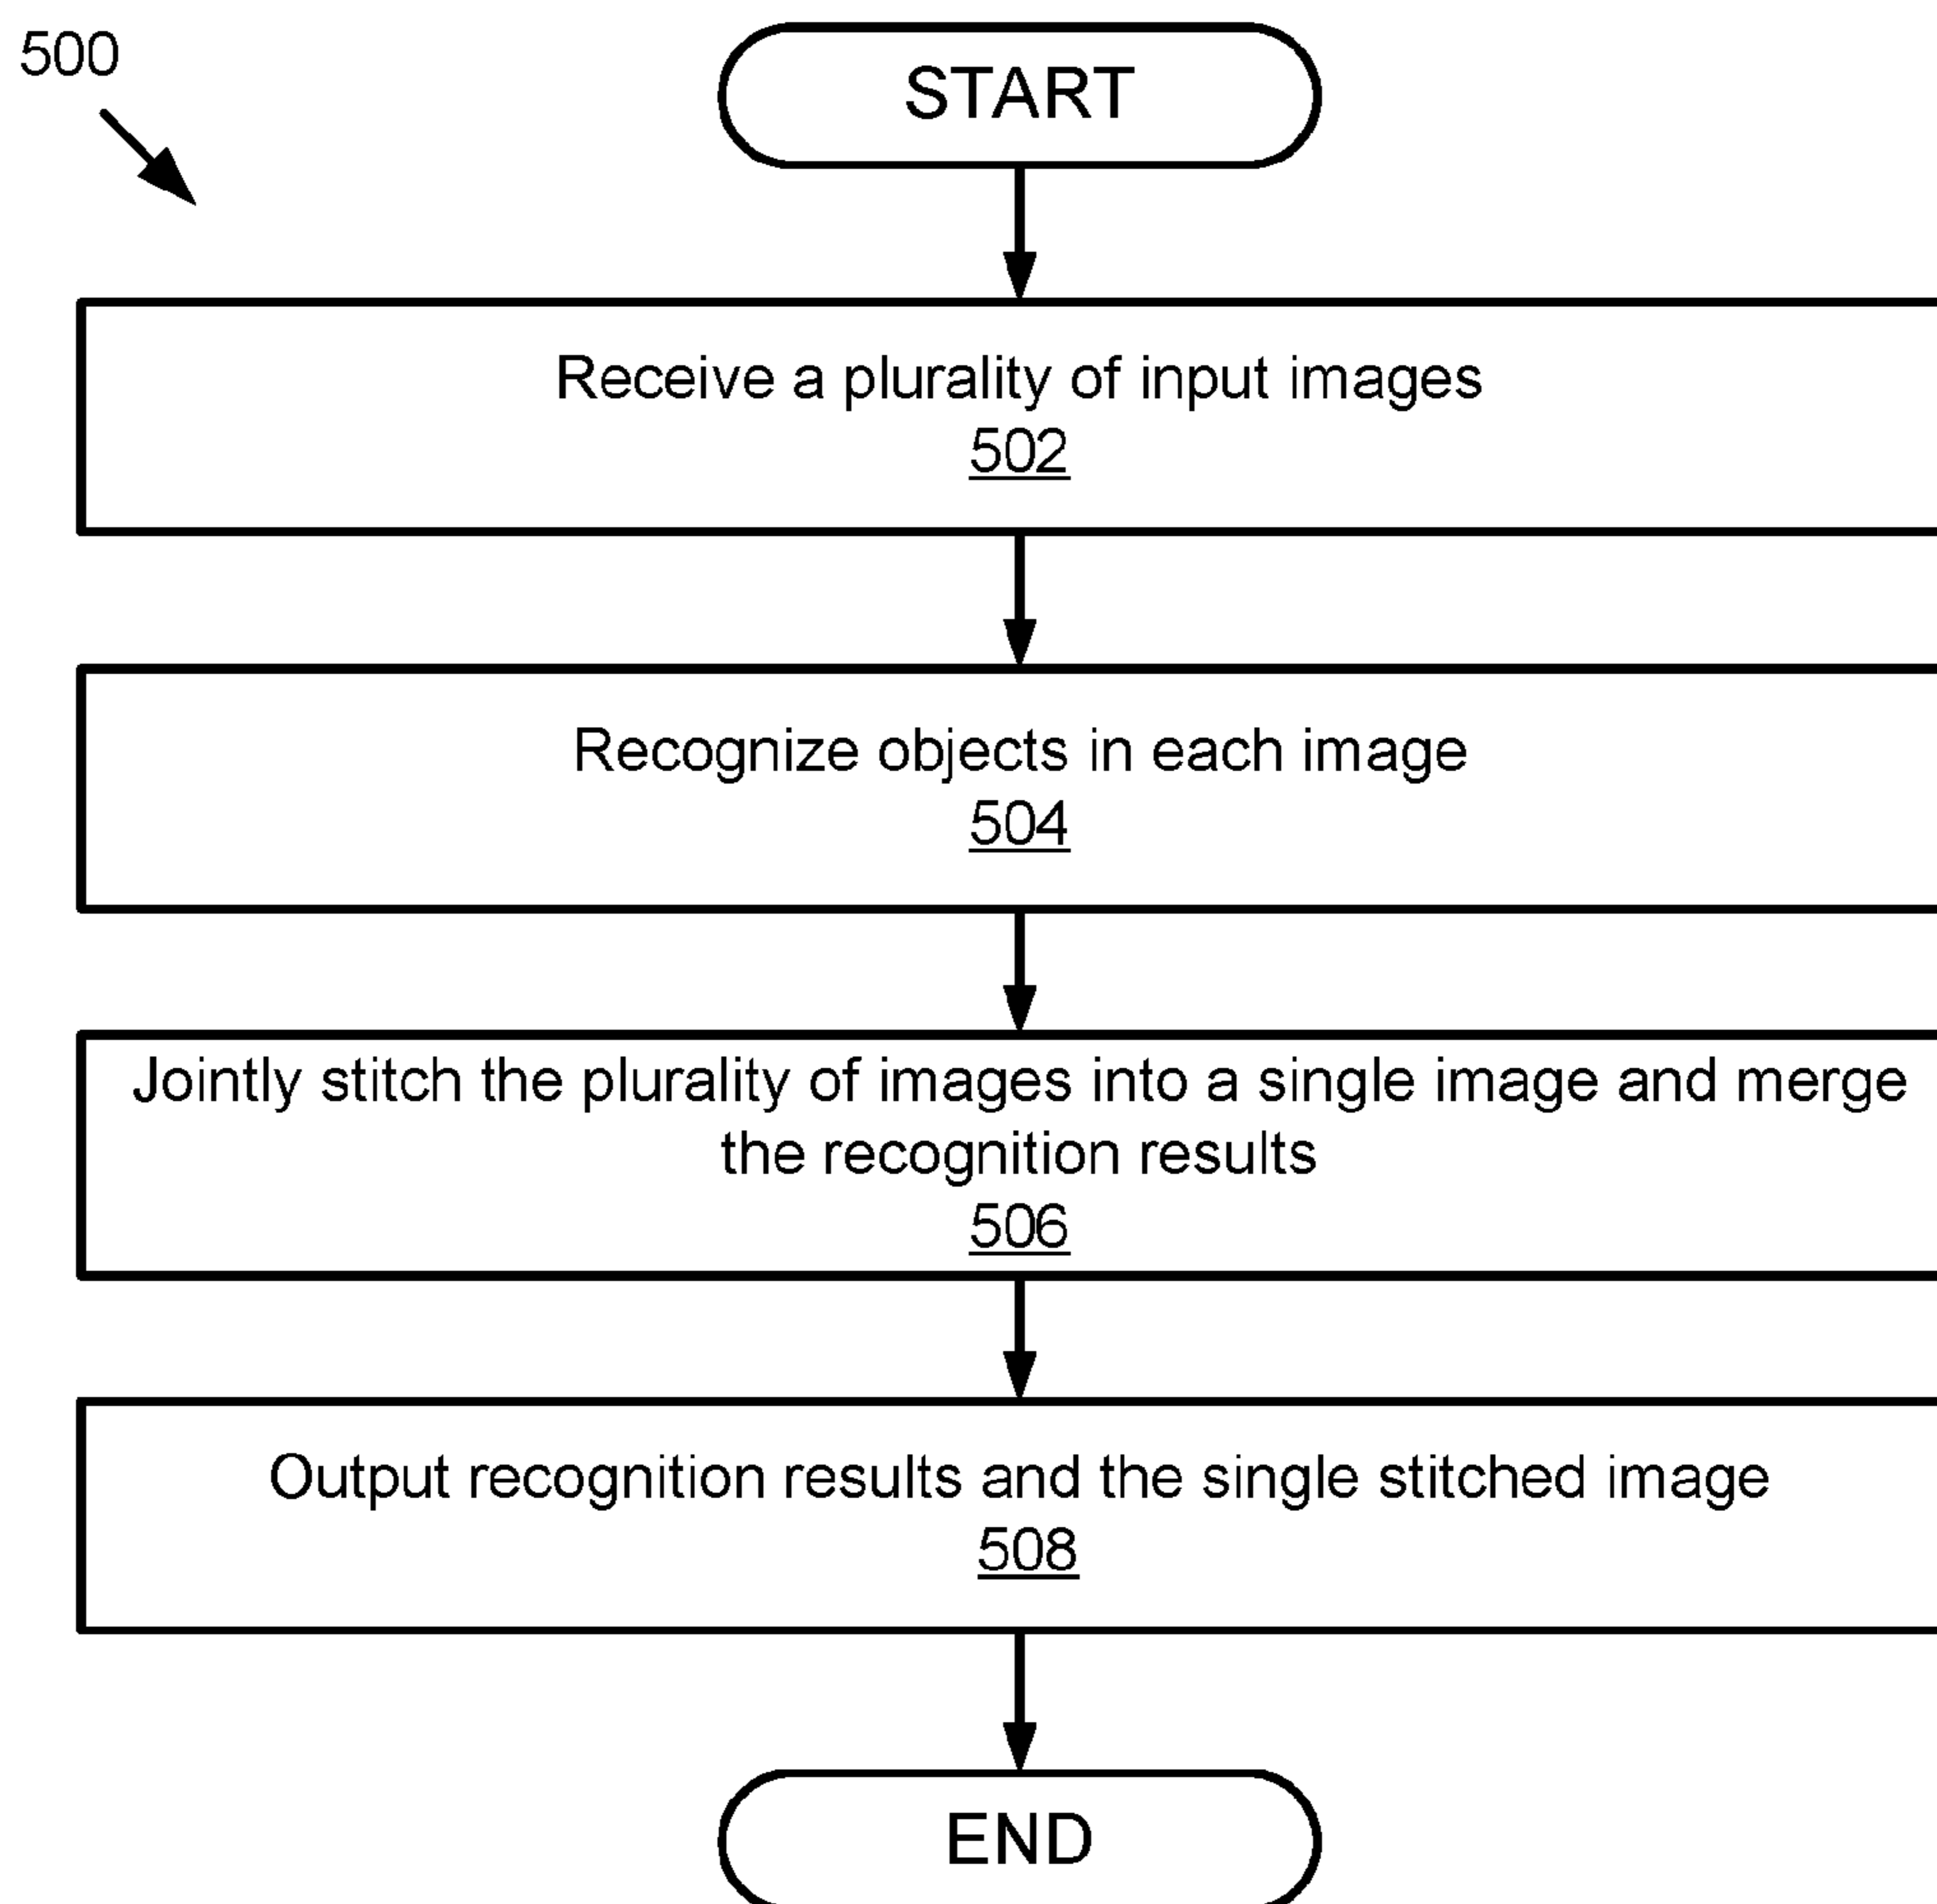 500
START
Receive a plurality of input images
502
Recognize objects in each image
504
Jointly stitch the plurality of images into a single image and merge
the recognition results
506
Output recognition results and the single stitched image
508
END